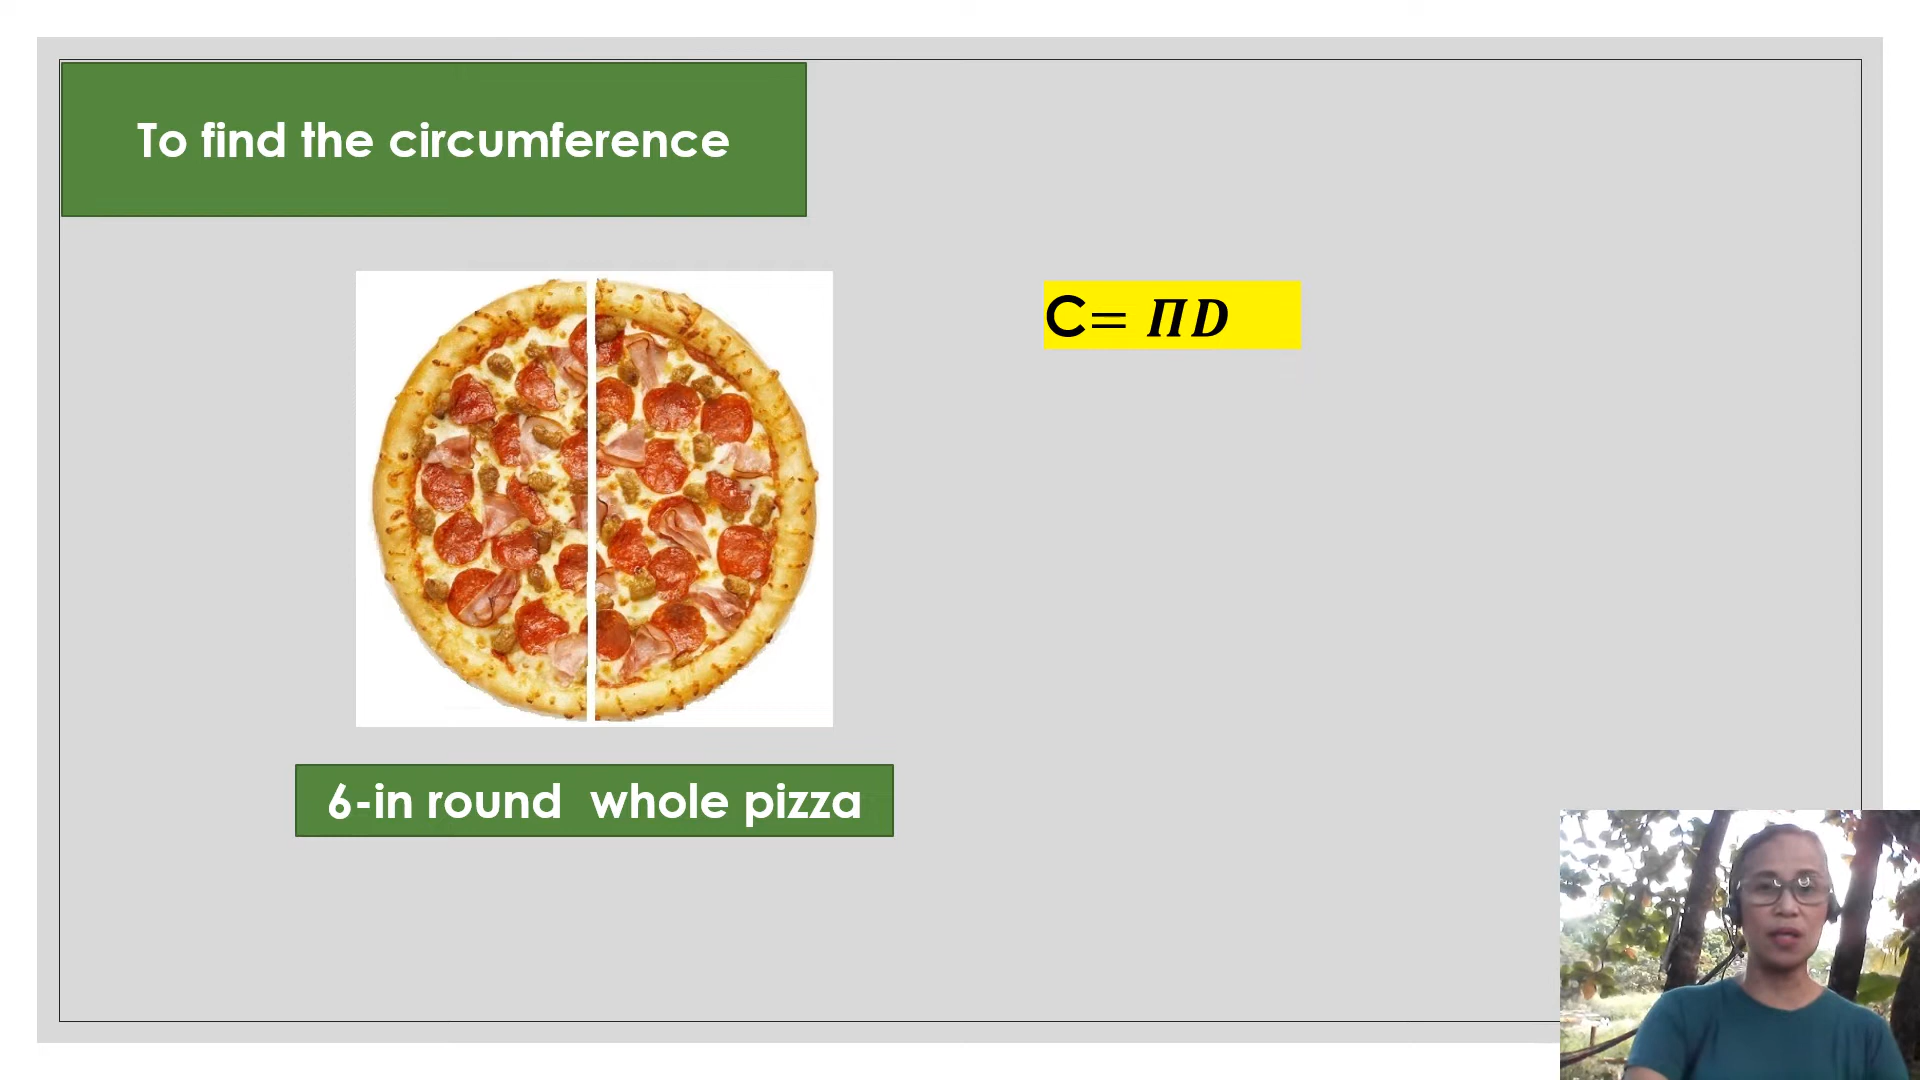 To find the circumference
C= 𝜫𝑫
6-in round  whole pizza